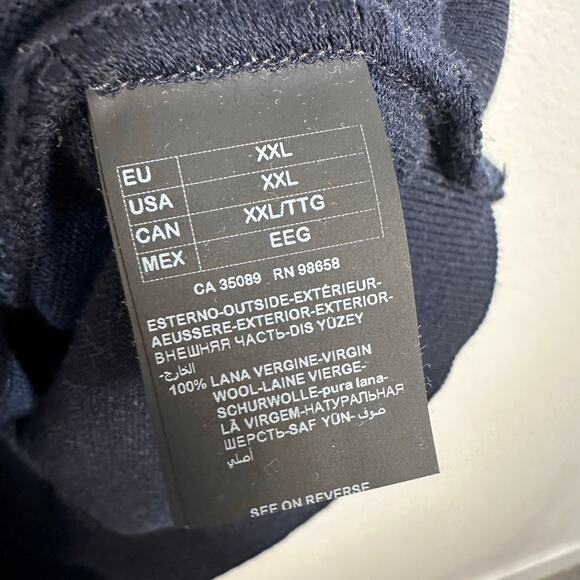 EU XXL
USA XXL
CAN XXL/TTG
MEX EEG
CA 35089 RN 98658
ESTERNO-OUTSIDE-EXTÉRIEUR-
AEUSSERE-EXTERIOR-EXTERIOR-
ВНЕШНЯЯ ЧАСТЬ-DIS YÜZEY
-الخارج
100% LANA VERGINE-VIRGIN
WOOL-LAINE VIERGE-
SCHURWOLLE-pura lana-
LÃ VIRGEM-НАТУРАЛЬНАЯ
ШЕРСТЬ-SAF YÜN- صوف
أصلي
SEE ON REVERSE